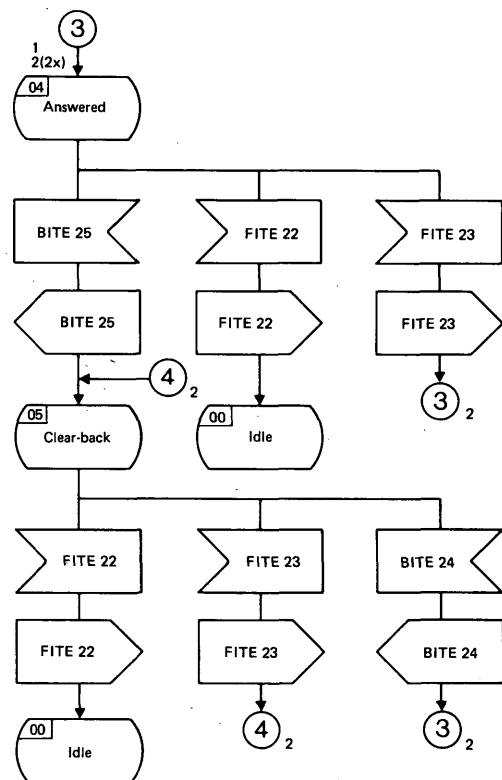 3
1
2(2x)
04
Answered
BITE 25 FITE 22 FITE 23
BITE 25 FITE 22 FITE 23
4 2
3 2
05
Clear-back
00
Idle
FITE 22 FITE 23 BITE 24
FITE 22 FITE 23 BITE 24
4 2
3 2
00
Idle